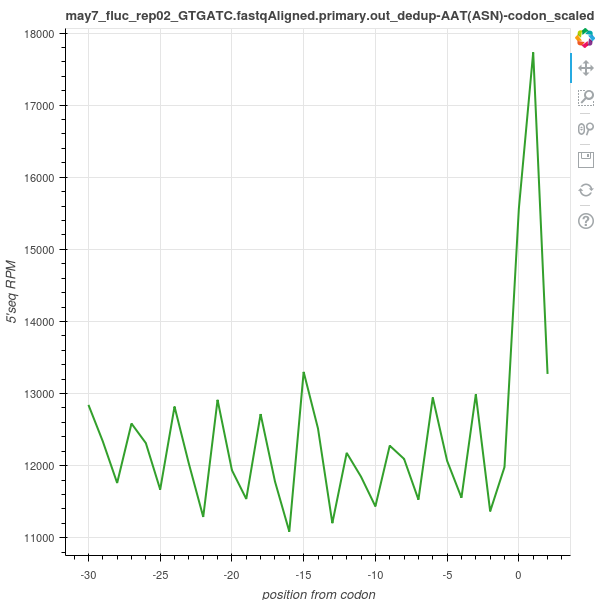 may7_fluc_rep02_GTGATC.fastqAligned.primary.out_dedup-AAT(ASN)-codon_scaled
18000
17000
16000
15000
14000
13000
12000
11000
5'seq RPM
-30 -25 -20 -15 -10 -5 0
position from codon